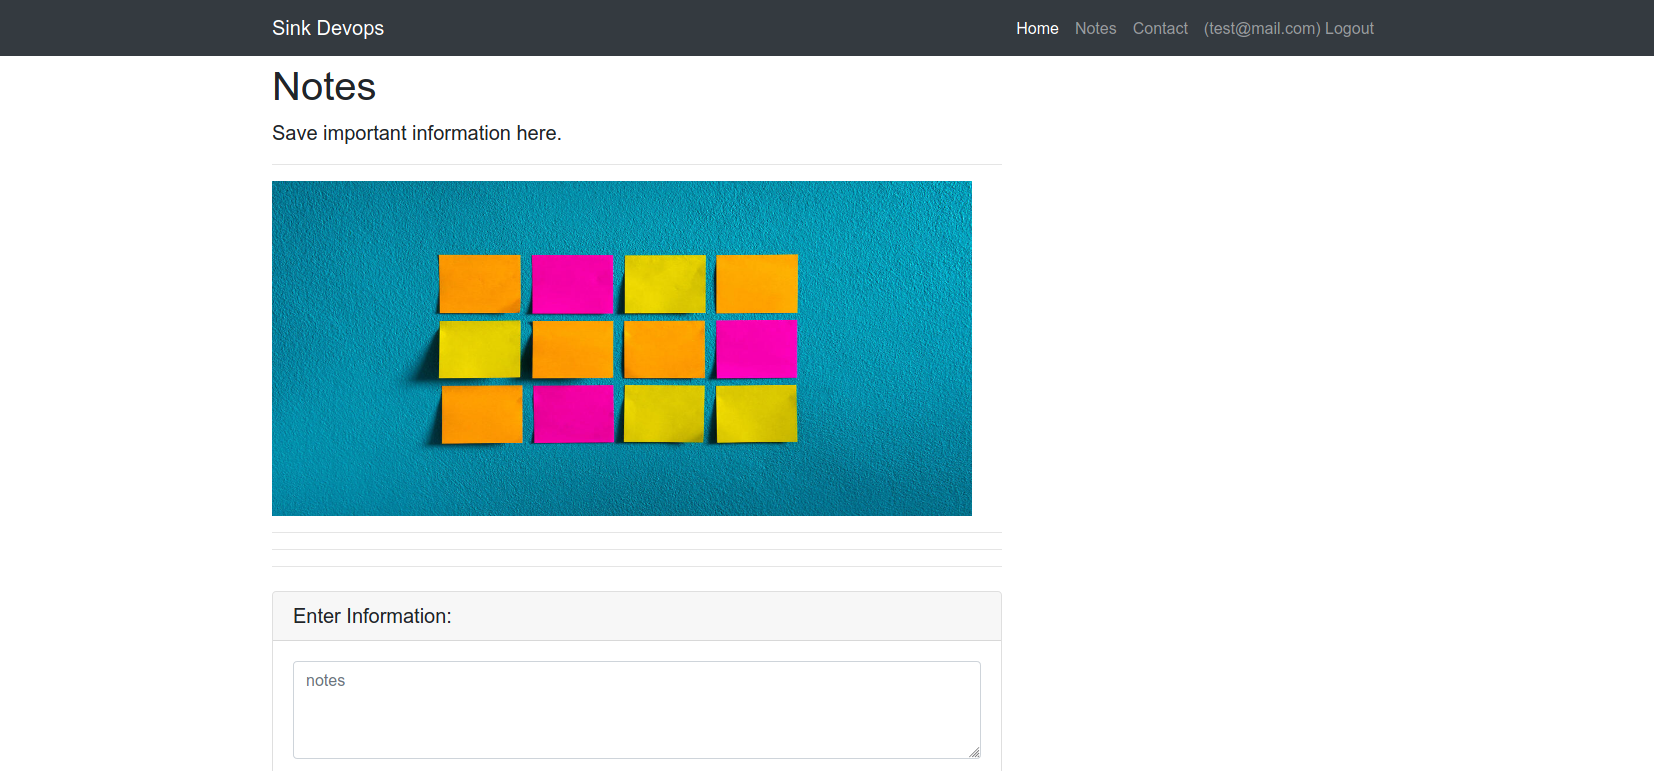 Sink Devops Home Notes Contact (test@mail.com) Logout
Notes
Save important information here.
Enter Information:
notes